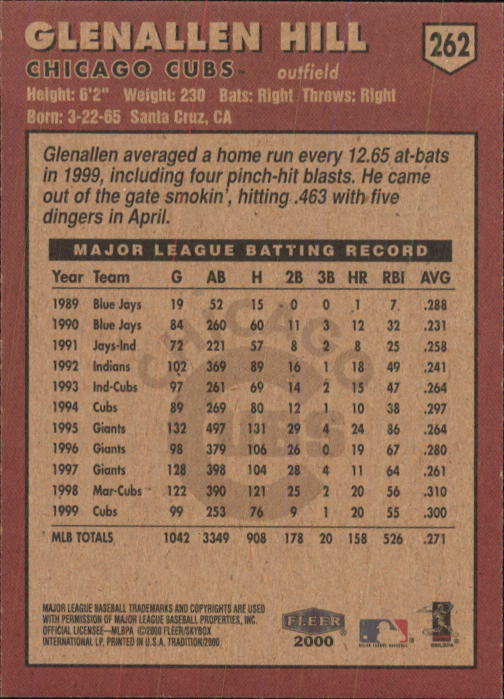 GLENALLEN HILL
262
CHICAGO CUBS™ outfield
Height: 6'2" Weight: 230 Bats: Right Throws: Right
Born: 3-22-65 Santa Cruz, CA
Glenallen averaged a home run every 12.65 at-bats
in 1999, including four pinch-hit blasts. He came
out of the gate smokin', hitting .463 with five
dingers in April.
MAJOR LEAGUE BATTING RECORD
Year Team G AB H 2B 3B HR RBI AVG
1989 Blue Jays 19 52 15 0 0 1 7 .288
1990 Blue Jays 84 260 60 11 3 12 32 .231
1991 Jays-Ind 72 221 57 8 2 8 25 .258
1992 Indians 102 369 89 16 1 18 49 .241
1993 Ind-Cubs 97 261 69 14 2 15 47 .264
1994 Cubs 89 269 80 12 1 10 38 .297
1995 Giants 132 497 131 29 4 24 86 .264
1996 Giants 98 379 106 26 0 19 67 .280
1997 Giants 128 398 104 28 4 11 64 .261
1998 Mar-Cubs 122 390 121 25 2 20 56 .310
1999 Cubs 99 253 76 9 1 20 55 .300
MLB TOTALS 1042 3349 908 178 20 158 526 .271
CHICAGO CUBS
MAJOR LEAGUE BASEBALL TRADEMARKS AND COPYRIGHTS ARE USED
WITH PERMISSION OF MAJOR LEAGUE BASEBALL PROPERTIES, INC.
OFFICIAL LICENSEE—MLBPA ©2000 FLEER/SKYBOX
INTERNATIONAL LP, PRINTED IN U.S.A. TRADITION/2000
FLEER
2000
MAJOR LEAGUE BASEBALL
©MLBPA